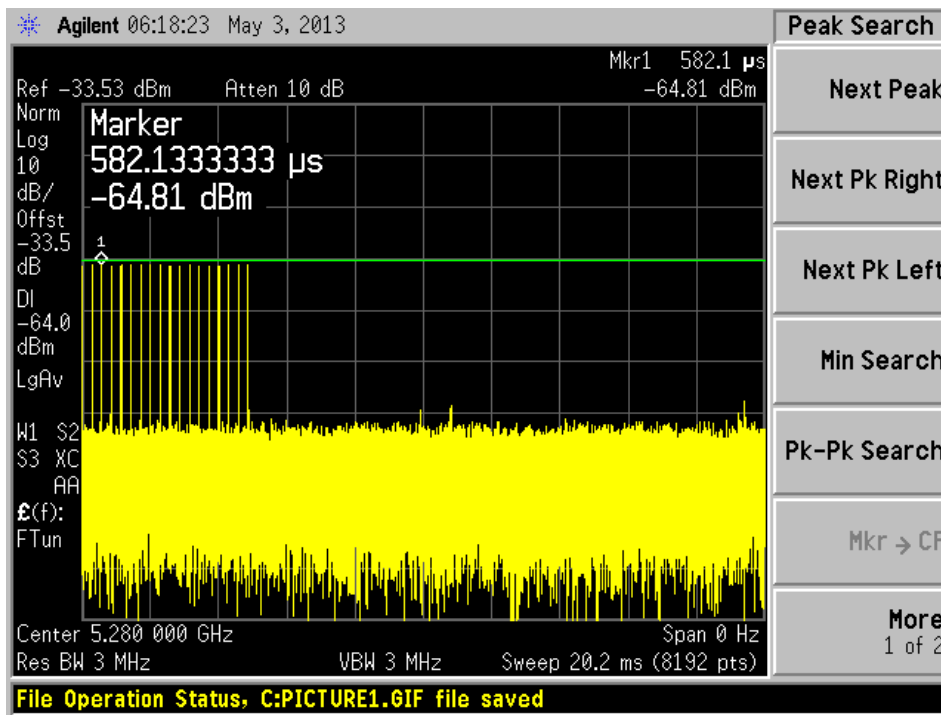 Agilent 06:18:23 May 3, 2013
Peak Search
Mkr1 582.1 µs
Ref -33.53 dBm Atten 10 dB -64.81 dBm
Norm
Log
10
dB/
Offst
-33.5
dB
DI
-64.0
dBm
LgAv
W1 S2
S3 XC
AA
£(f):
FTun
Marker
582.1333333 µs
-64.81 dBm
1
Center 5.280 000 GHz Span 0 Hz
Res BW 3 MHz VBW 3 MHz Sweep 20.2 ms (8192 pts)
Next Peak
Next Pk Right
Next Pk Left
Min Search
Pk-Pk Search
Mkr → CF
More
1 of 2
File Operation Status, C:PICTURE1.GIF file saved